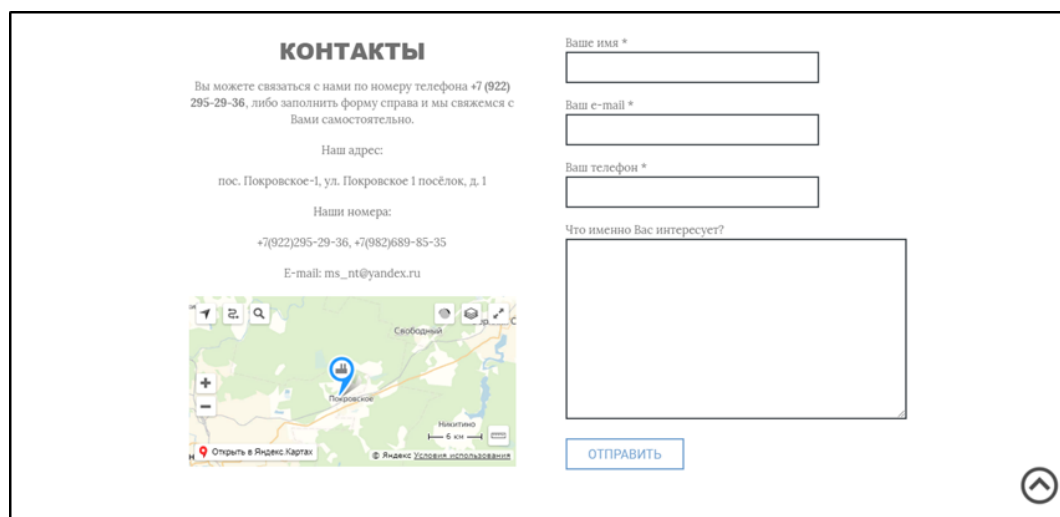 КОНТАКТЫ
Вы можете связаться с нами по номеру телефона +7 (922)
295-29-36, либо заполнить форму справа и мы свяжемся с
Вами самостоятельно.
Наш адрес:
пос. Покровское-1, ул. Покровское 1 посёлок, д. 1
Наши номера:
+7(922)295-29-36, +7(982)689-85-35
E-mail: ms_nt@yandex.ru
Свободный
Покровское
Никитино
6 км
Открыть в Яндекс.Картах
© Яндекс Условия использования
Ваше имя *
Ваш e-mail *
Ваш телефон *
Что именно Вас интересует?
ОТПРАВИТЬ